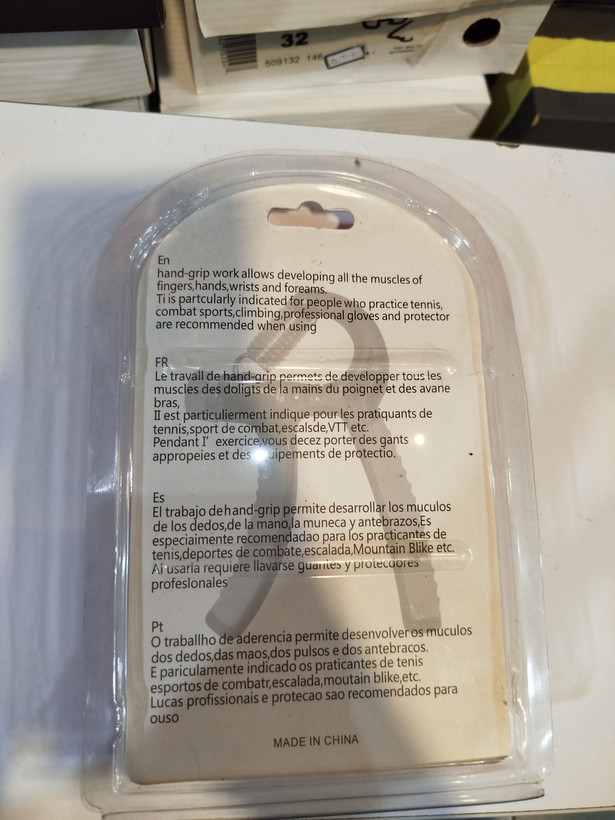 32
509132 146
En
hand-grip work allows developing all the muscles of
fingers,hands,wrists and foreams.
Ti is partcularly indicated for people who practice tennis,
combat sports,climbing,professional gloves and protector
are recommended when using
FR
Le travall de hand-grip permets de developper tous les
muscles des doligts de la mains du poignet et des avane
bras,
II est particulierment indique pour les pratiquants de
tennis,sport de combat,escalsde,VTT etc.
Pendant I' exercice,vous decez porter des gants
appropeies et des uipements de protectio.
Es
El trabajo de hand-grip permite desarrollar los muculos
de los dedos,de la mano,la muneca y antebrazos,Es
especiaimente recomendadao para los practicantes de
tenis,deportes de combate,escalada,Mountain Blike etc.
Al usaria requiere llavarse guantes y protecdores
profeslonales
Pt
O traballho de aderencia permite desenvolver os muculos
dos dedos,das maos,dos pulsos e dos antebracos.
E pariculamente indicado os praticantes de tenis
esportos de combatr,escalada,moutain blike,etc.
Lucas profissionais e protecao sao recomendados para
ouso
MADE IN CHINA